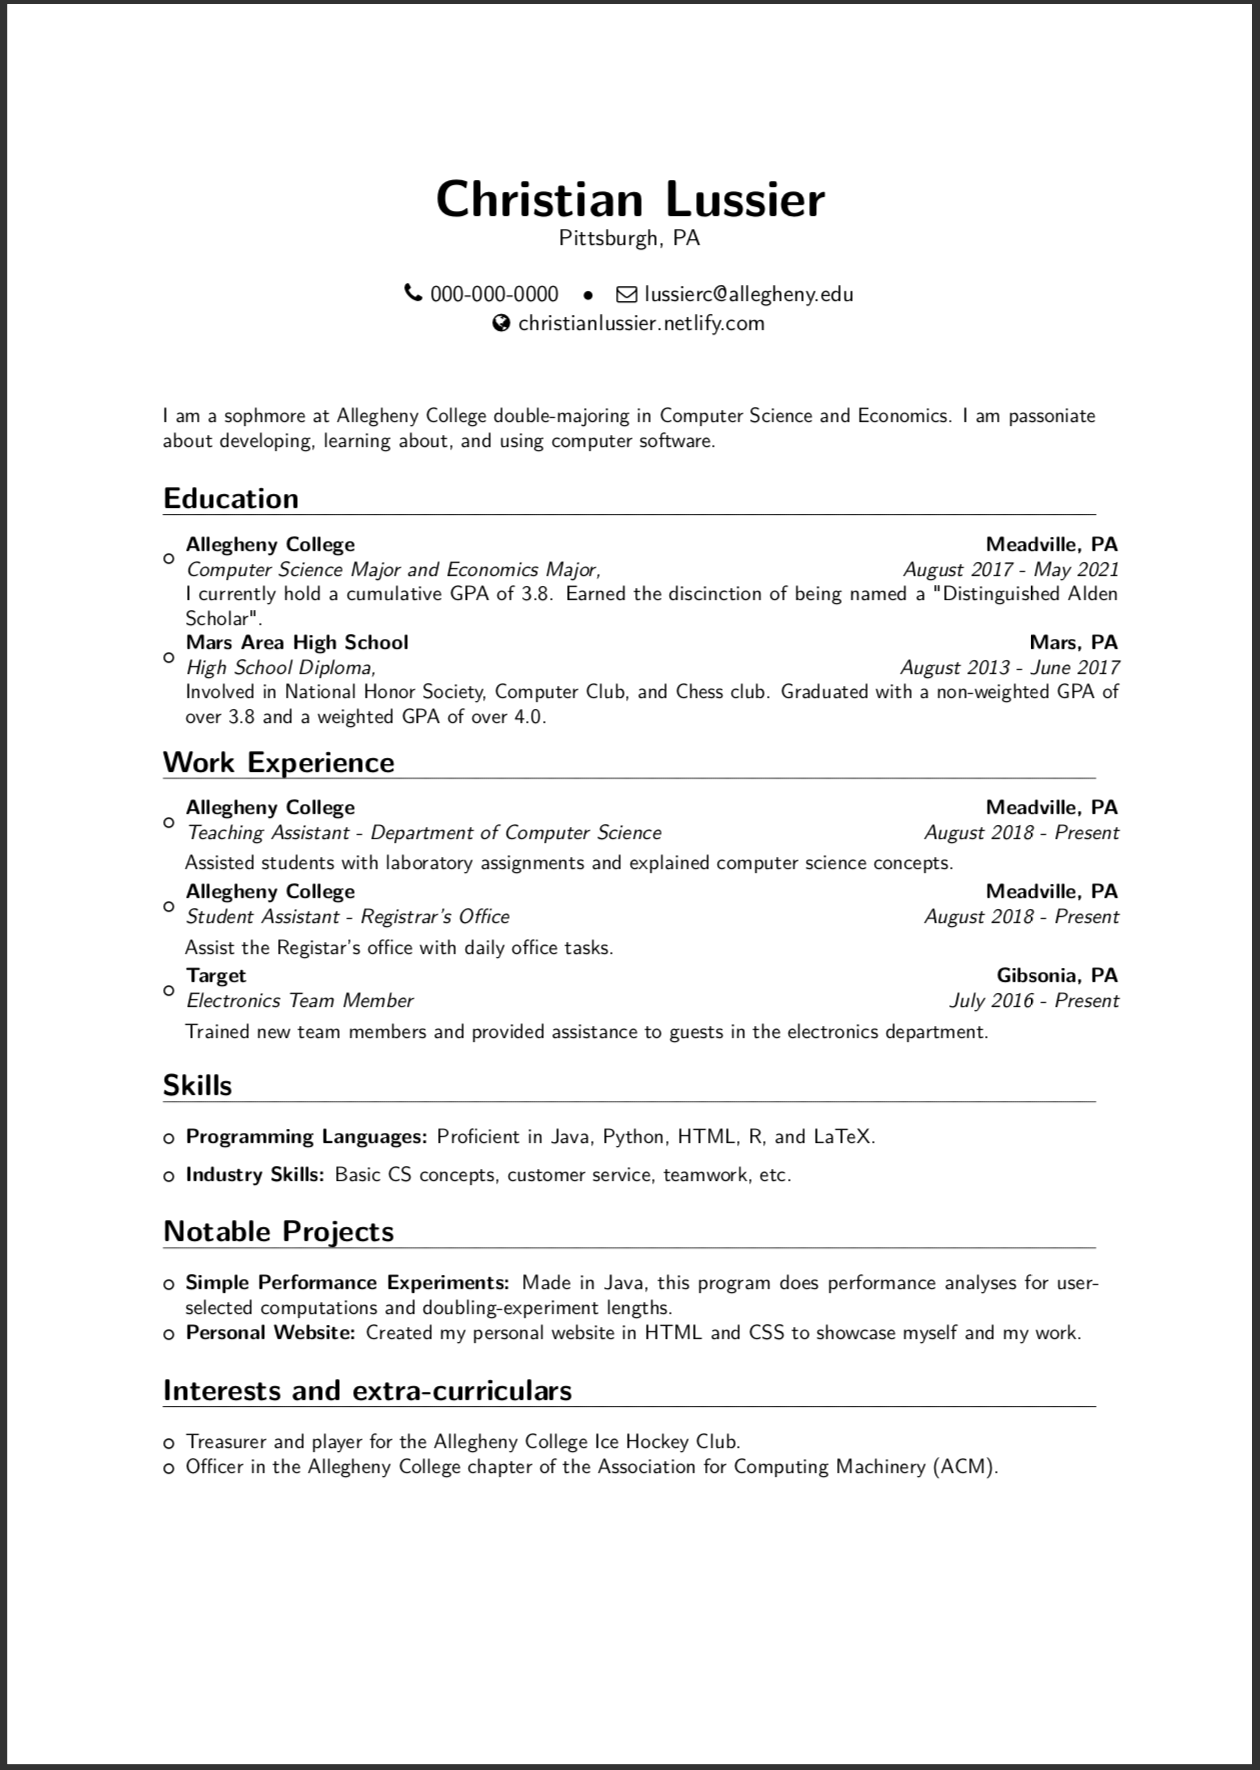 Christian Lussier
Pittsburgh, PA
000-000-0000 ● lussierc@allegheny.edu
christianlussier.netlify.com
I am a sophmore at Allegheny College double-majoring in Computer Science and Economics. I am passoniate
about developing, learning about, and using computer software.
Education
Allegheny College Meadville, PA
Computer Science Major and Economics Major, August 2017 - May 2021
I currently hold a cumulative GPA of 3.8. Earned the discinction of being named a "Distinguished Alden
Scholar".
Mars Area High School Mars, PA
High School Diploma, August 2013 - June 2017
Involved in National Honor Society, Computer Club, and Chess club. Graduated with a non-weighted GPA of
over 3.8 and a weighted GPA of over 4.0.
Work Experience
Allegheny College Meadville, PA
Teaching Assistant - Department of Computer Science August 2018 - Present
Assisted students with laboratory assignments and explained computer science concepts.
Allegheny College Meadville, PA
Student Assistant - Registrar's Office August 2018 - Present
Assist the Registar's office with daily office tasks.
Target Gibsonia, PA
Electronics Team Member July 2016 - Present
Trained new team members and provided assistance to guests in the electronics department.
Skills
Programming Languages: Proficient in Java, Python, HTML, R, and LaTeX.
Industry Skills: Basic CS concepts, customer service, teamwork, etc.
Notable Projects
Simple Performance Experiments: Made in Java, this program does performance analyses for user-
selected computations and doubling-experiment lengths.
Personal Website: Created my personal website in HTML and CSS to showcase myself and my work.
Interests and extra-curriculars
Treasurer and player for the Allegheny College Ice Hockey Club.
Officer in the Allegheny College chapter of the Association for Computing Machinery (ACM).